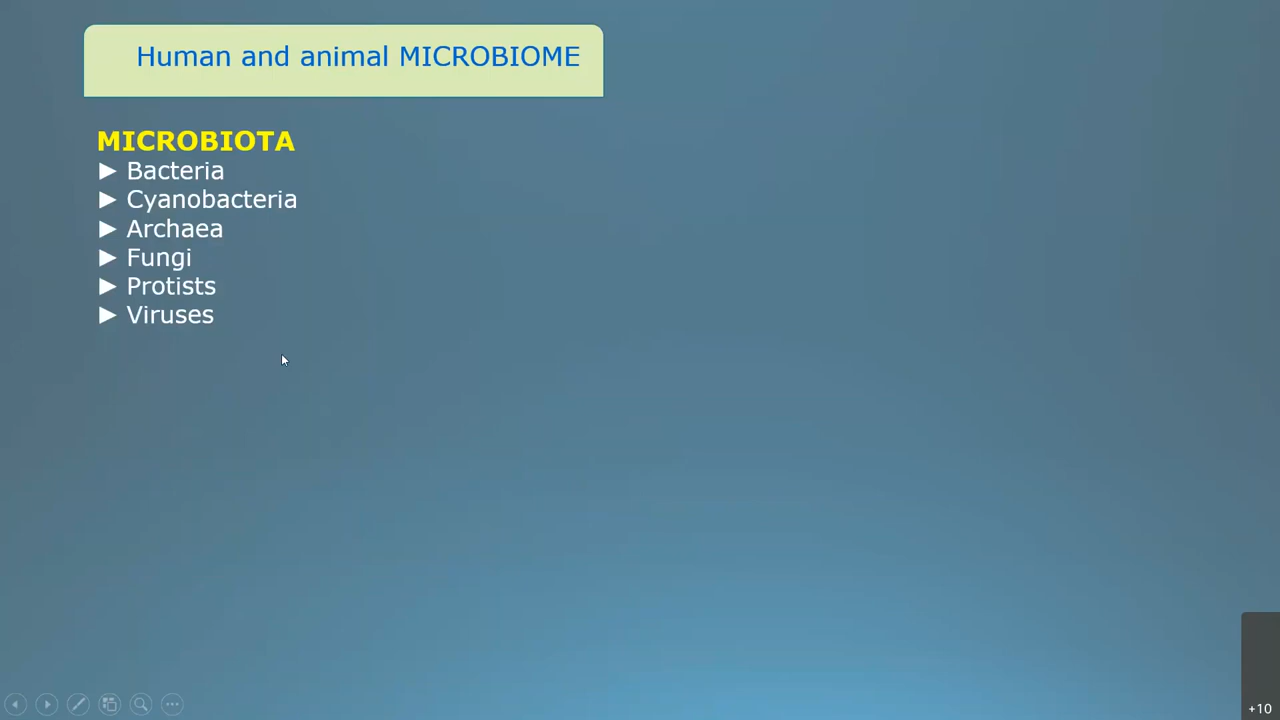 Human and animal MICROBIOME
MICROBIOTA
► Bacteria
► Cyanobacteria
► Archaea
► Fungi
► Protists
► Viruses
+10